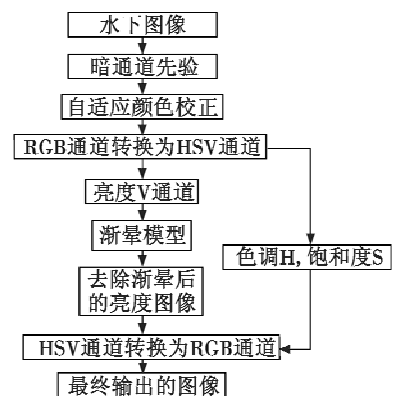 水下图像
暗通道先验
自适应颜色校正
RGB通道转换为HSV通道
亮度V通道
渐晕模型
色调H, 饱和度S
去除渐晕后
的亮度图像
HSV通道转换为RGB通道
最终输出的图像